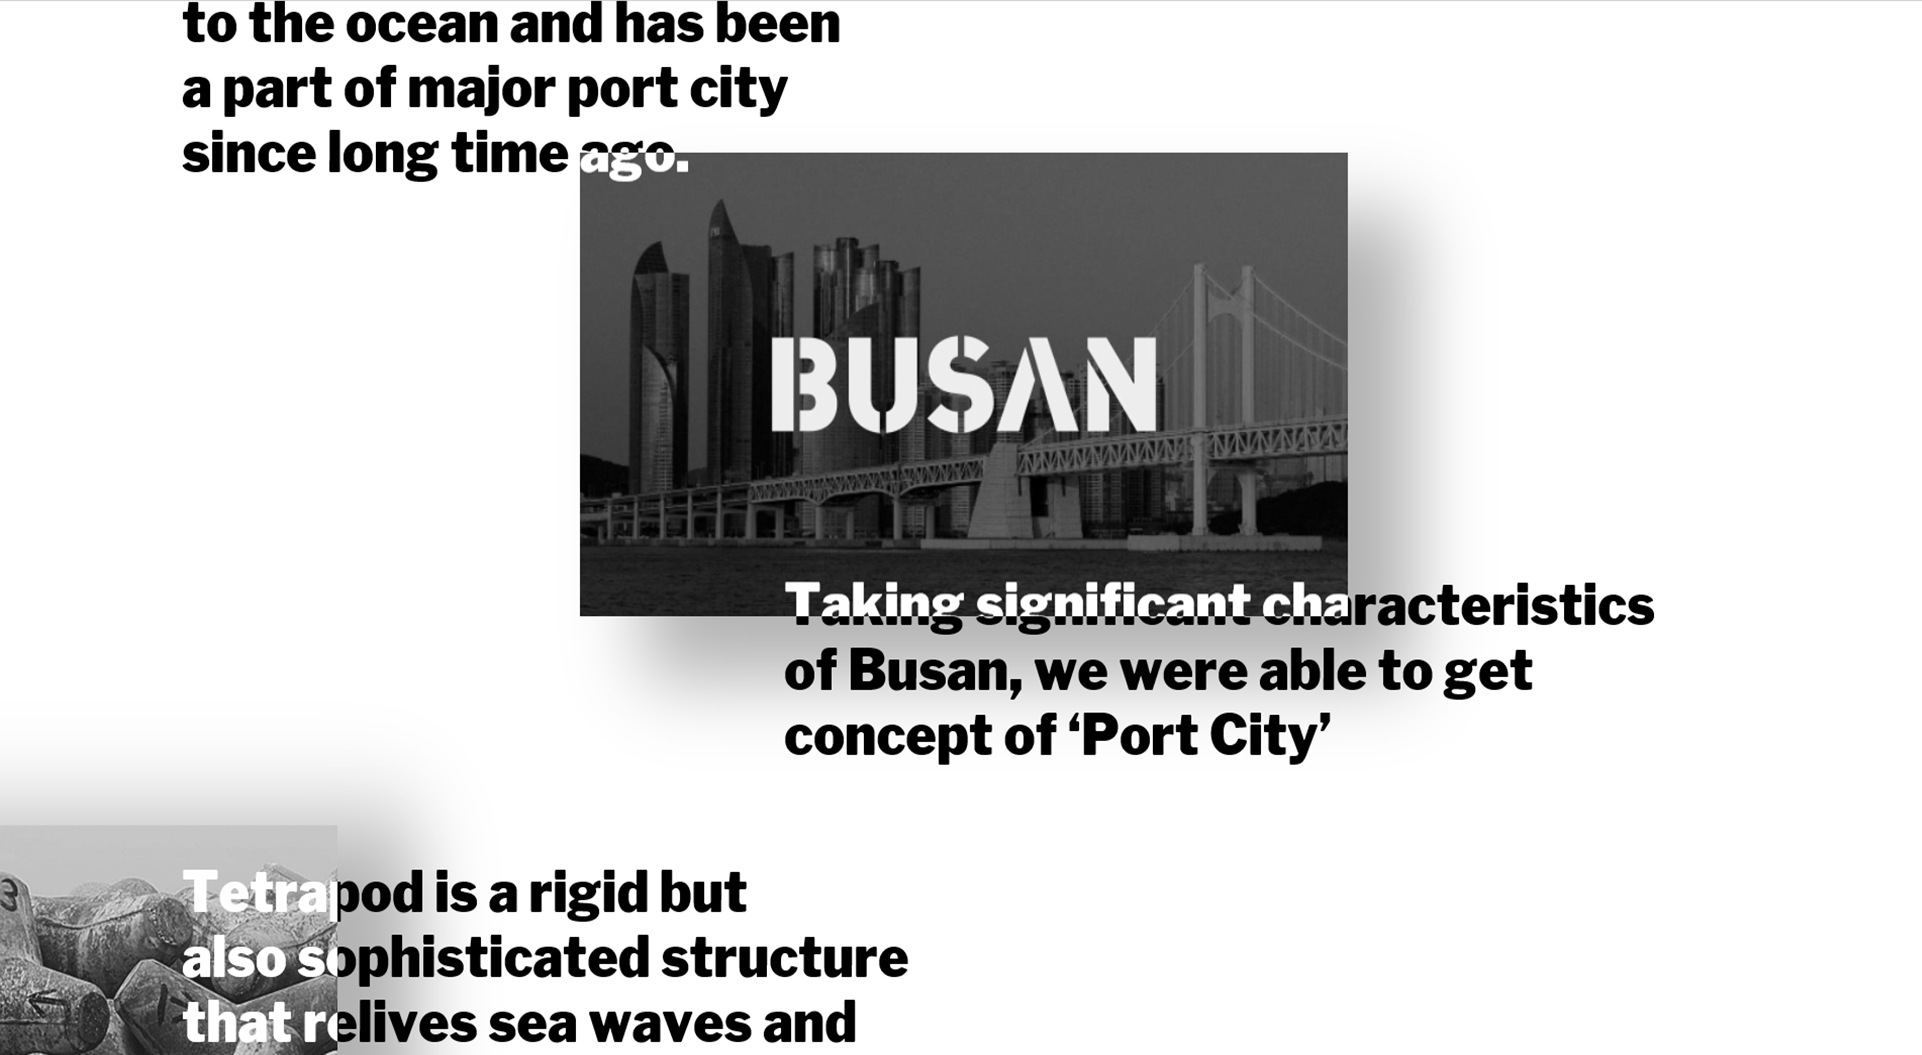 to the ocean and has been
a part of major port city
since long time ago.
BUSAN
Taking significant characteristics
of Busan, we were able to get
concept of ‘Port City’
Tetrapod is a rigid but
also sophisticated structure
that relives sea waves and
3